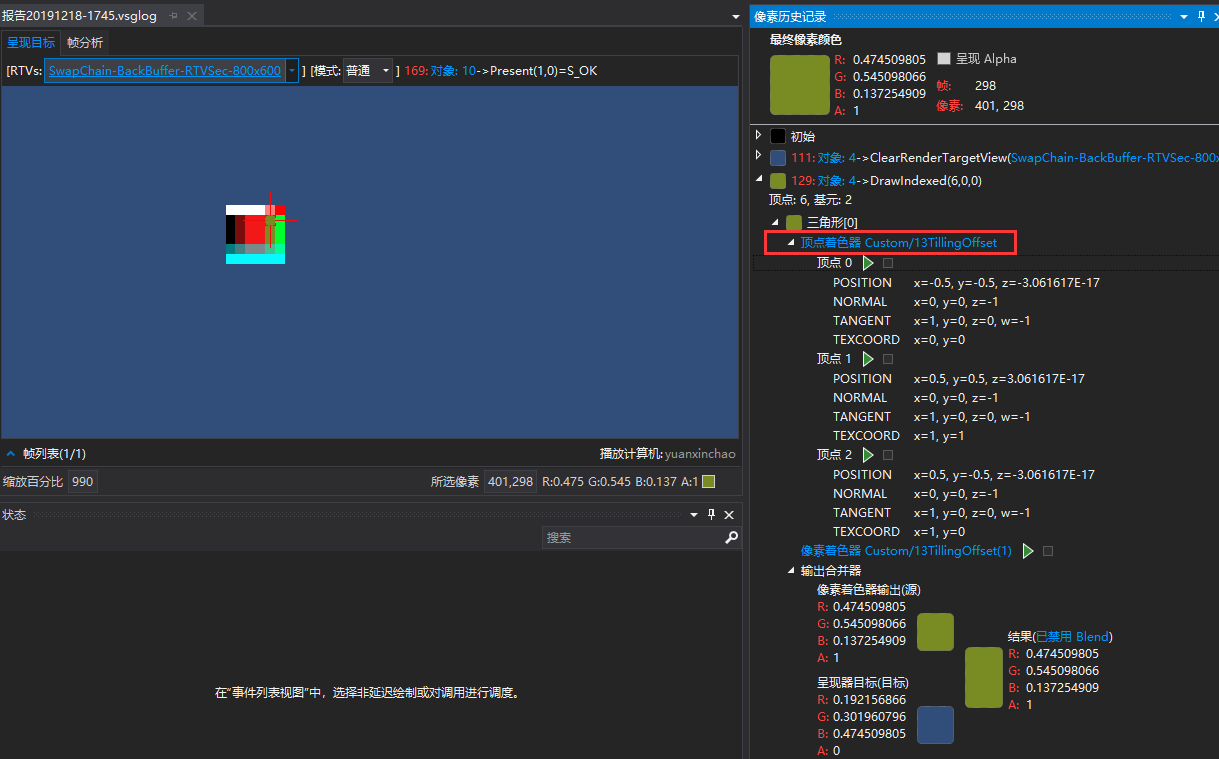 报告20191218-1745.vsglog
呈现目标 帧分析
[RTVs: SwapChain-BackBuffer-RTVSec-800x600 ] [模式: 普通 ] 169: 对象: 10->Present(1,0)=S_OK
帧列表(1/1) 播放计算机: yuanxinchao
缩放百分比 990 所选像素 401,298 R:0.475 G:0.545 B:0.137 A:1
状态
搜索
在“事件列表视图”中，选择非延迟绘制或对调用进行调度。
像素历史记录
最终像素颜色
R: 0.474509805
G: 0.545098066
B: 0.137254909
A: 1
呈现 Alpha
帧: 298
像素: 401, 298
初始
111: 对象: 4->ClearRenderTargetView(SwapChain-BackBuffer-RTVSec-800x
129: 对象: 4->DrawIndexed(6,0,0)
顶点: 6, 基元: 2
三角形[0]
顶点着色器 Custom/13TillingOffset
顶点 0
POSITION x=-0.5, y=-0.5, z=-3.061617E-17
NORMAL x=0, y=0, z=-1
TANGENT x=1, y=0, z=0, w=-1
TEXCOORD x=0, y=0
顶点 1
POSITION x=0.5, y=0.5, z=3.061617E-17
NORMAL x=0, y=0, z=-1
TANGENT x=1, y=0, z=0, w=-1
TEXCOORD x=1, y=1
顶点 2
POSITION x=0.5, y=-0.5, z=-3.061617E-17
NORMAL x=0, y=0, z=-1
TANGENT x=1, y=0, z=0, w=-1
TEXCOORD x=1, y=0
像素着色器 Custom/13TillingOffset(1)
输出合并器
像素着色器输出(源)
R: 0.474509805
G: 0.545098066
B: 0.137254909
A: 1
呈现器目标(目标)
R: 0.192156866
G: 0.301960796
B: 0.474509805
A: 0
结果(已禁用 Blend)
R: 0.474509805
G: 0.545098066
B: 0.137254909
A: 1